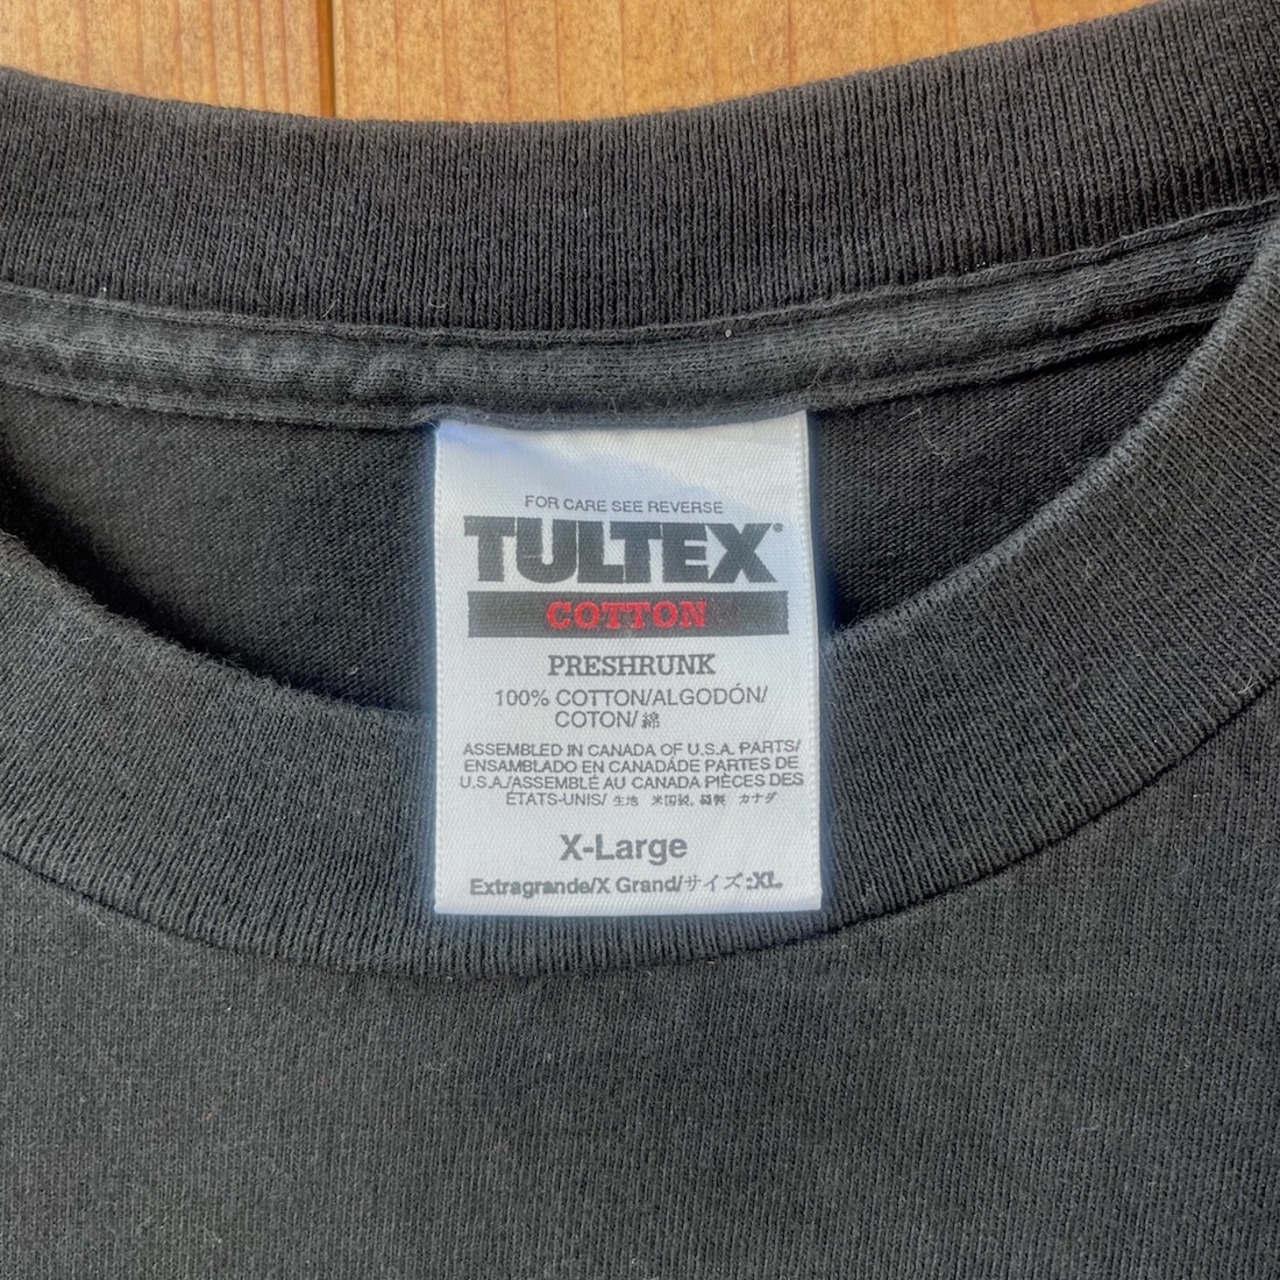 FOR CARE SEE REVERSE
TULTEX®
COTTON
PRESHRUNK
100% COTTON/ALGODÓN/
COTON/綿
ASSEMBLED IN CANADA OF U.S.A. PARTS/
ENSAMBLADO EN CANADÁDE PARTES DE
U.S.A./ASSEMBLÉ AU CANADA PIÈCES DES
ÉTATS-UNIS/ 生地 米国製, 縫製 カナダ
X-Large
Extragrande/X Grand/サイズ:XL